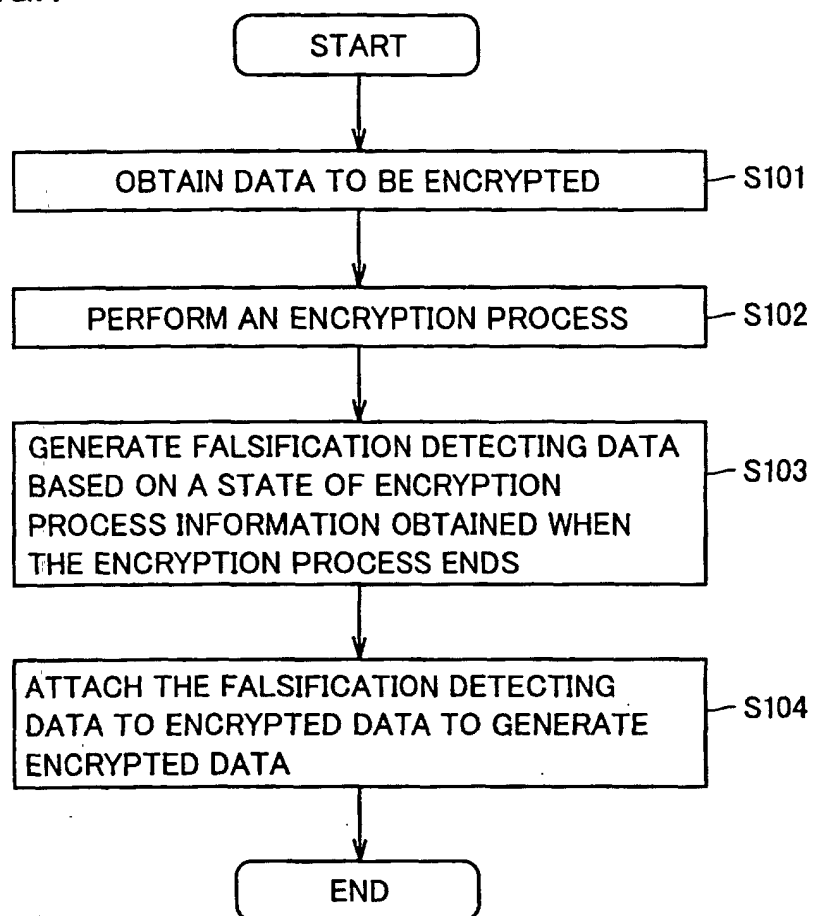 START
OBTAIN DATA TO BE ENCRYPTED
S101
PERFORM AN ENCRYPTION PROCESS
S102
GENERATE FALSIFICATION DETECTING DATA
BASED ON A STATE OF ENCRYPTION
PROCESS INFORMATION OBTAINED WHEN
THE ENCRYPTION PROCESS ENDS
S103
ATTACH THE FALSIFICATION DETECTING
DATA TO ENCRYPTED DATA TO GENERATE
ENCRYPTED DATA
S104
END